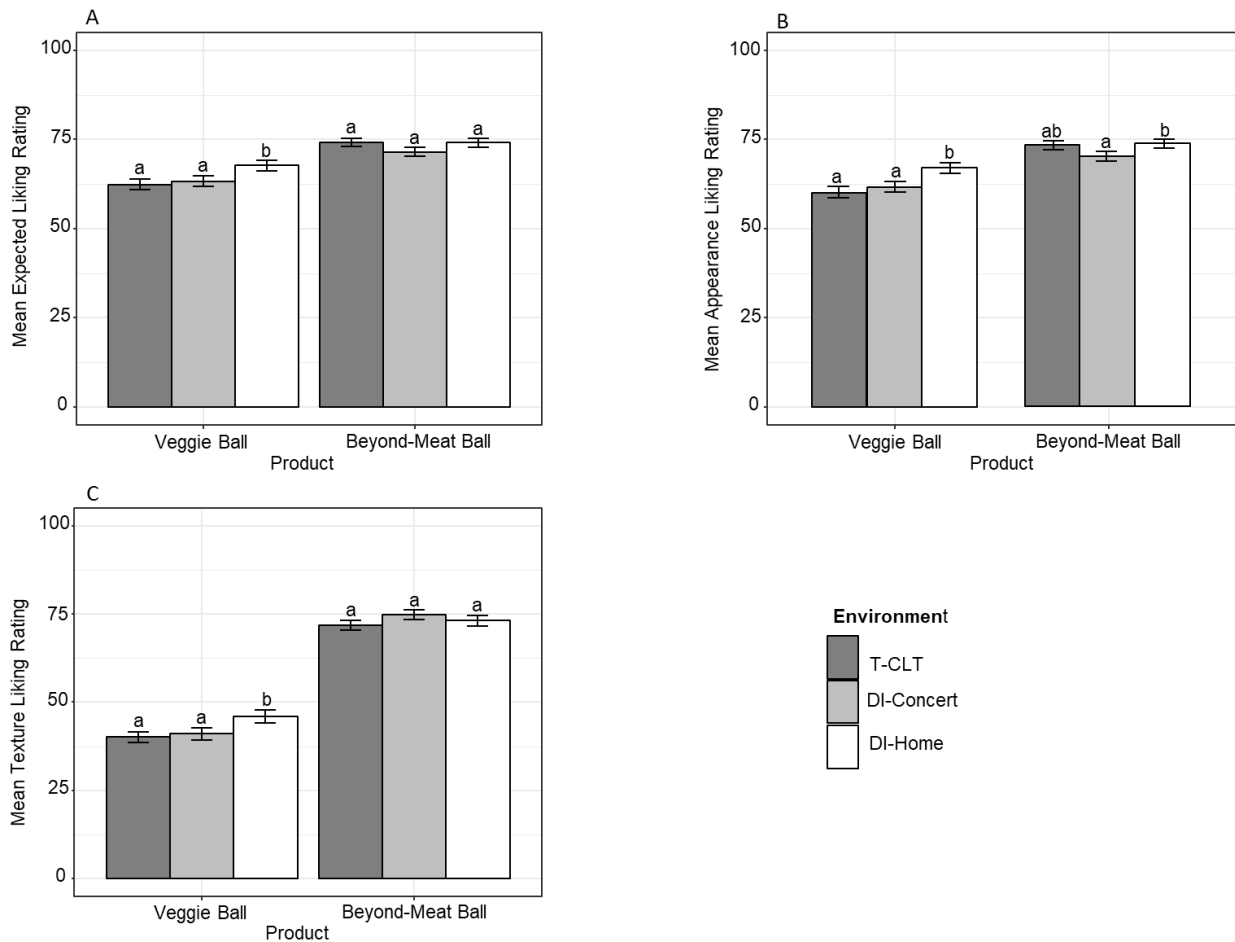 A
Mean Expected Liking Rating
100
75
50
25
0
a
a
b
a
a
a
Veggie Ball
Beyond-Meat Ball
Product
B
Mean Appearance Liking Rating
100
75
50
25
0
a
a
b
ab
a
b
Veggie Ball
Beyond-Meat Ball
Product
C
Mean Texture Liking Rating
100
75
50
25
0
a
a
b
a
a
a
Veggie Ball
Beyond-Meat Ball
Product
Environment
T-CLT
DI-Concert
DI-Home